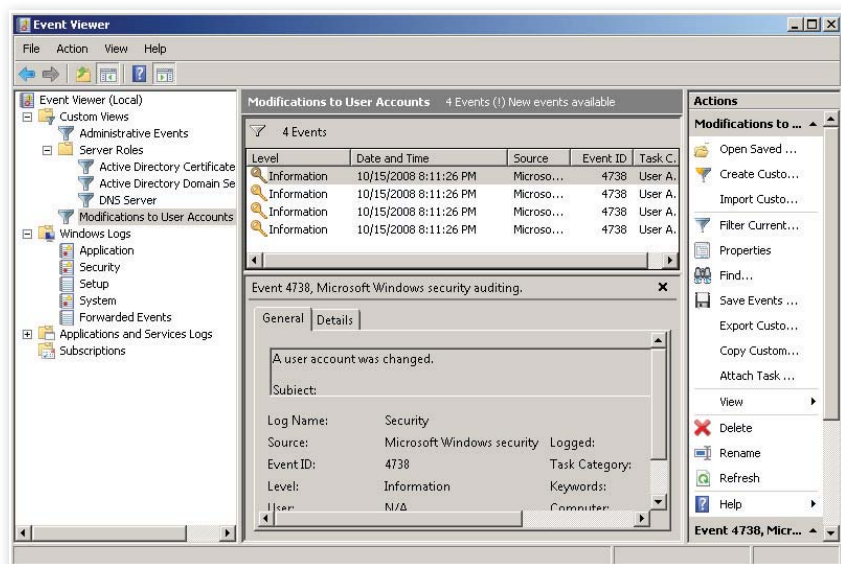 Event Viewer
File Action View Help
Event Viewer (Local)
Custom Views
Administrative Events
Server Roles
Active Directory Certificate
Active Directory Domain Se
DNS Server
Modifications to User Accounts
Windows Logs
Application
Security
Setup
System
Forwarded Events
Applications and Services Logs
Subscriptions
Modifications to User Accounts 4 Events (!) New events available
4 Events
Level Date and Time Source Event ID Task C.
Information 10/15/2008 8:11:26 PM Microso... 4738 User A.
Information 10/15/2008 8:11:26 PM Microso... 4738 User A.
Information 10/15/2008 8:11:26 PM Microso... 4738 User A.
Information 10/15/2008 8:11:26 PM Microso... 4738 User A.
Event 4738, Microsoft Windows security auditing.
General Details
A user account was changed.
Subject:
Log Name: Security
Source: Microsoft Windows security Logged:
Event ID: 4738 Task Category:
Level: Information Keywords:
User: N/A Computer:
Actions
Modifications to ...
Open Saved ...
Create Custo...
Import Custo...
Filter Current...
Properties
Find...
Save Events ...
Export Custo...
Copy Custom...
Attach Task ...
View
Delete
Rename
Refresh
Help
Event 4738, Micr...